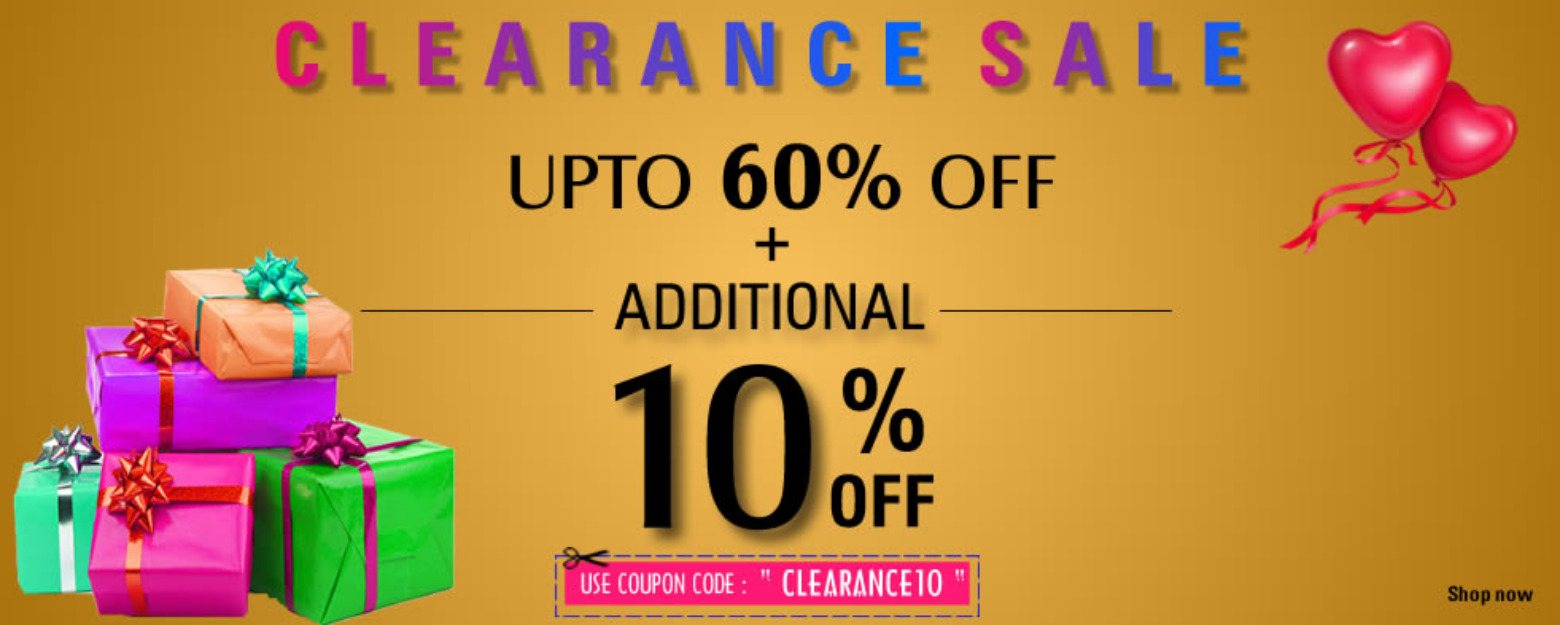 CLEARANCE SALE
UPTO 60% OFF
+
ADDITIONAL
10%
OFF
USE COUPON CODE : " CLEARANCE10 "
Shop now